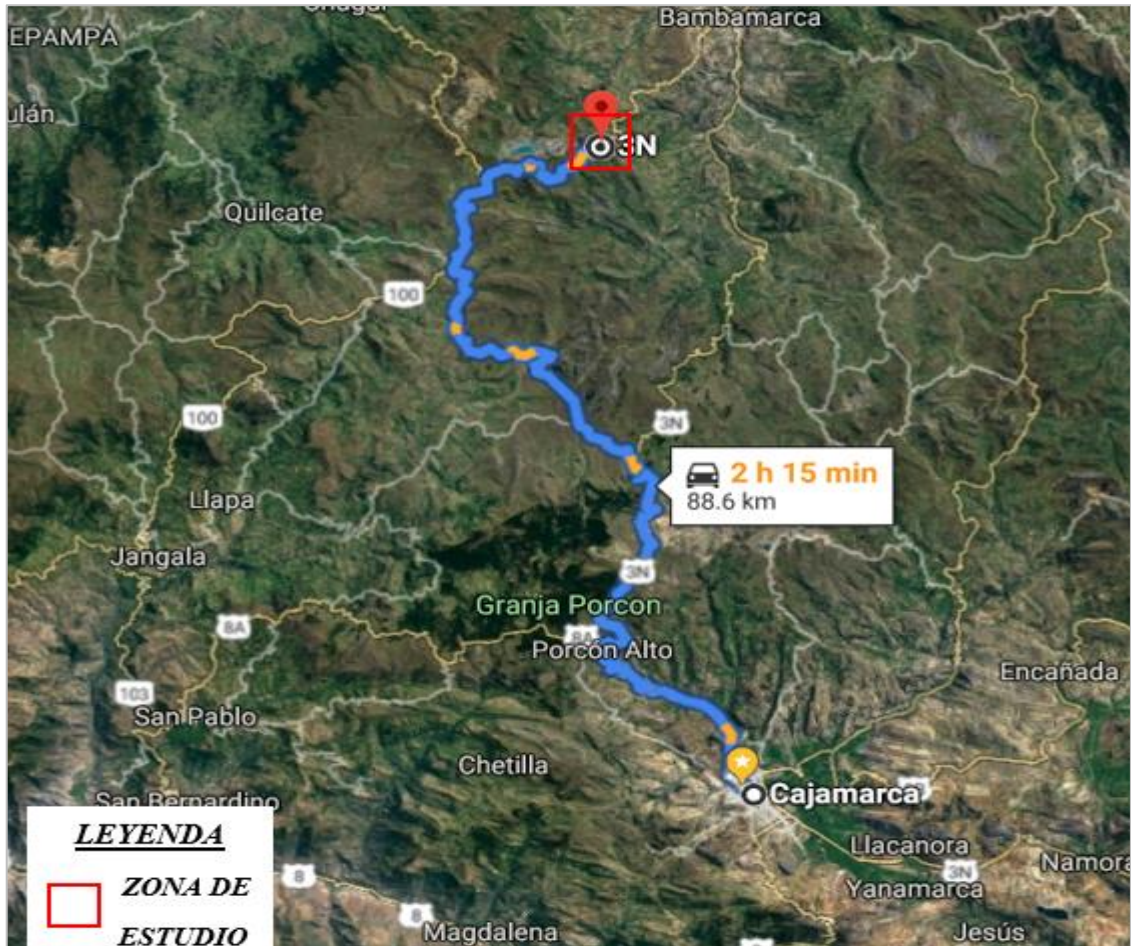 Bambamarca
EPAMPA
ulán
3N
Quilcate
100
100
3N
2 h 15 min
88.6 km
Llapa
Jangala
3N
Granja Porcon
8A
8A
Porcón Alto
Encañada
103
San Pablo
Chetilla
Cajamarca
San Bernardino
LEYENDA
Llacanora
Namora
8
ZONA DE
3N
Yanamarca
8
ESTUDIO
Magdalena
Jesús